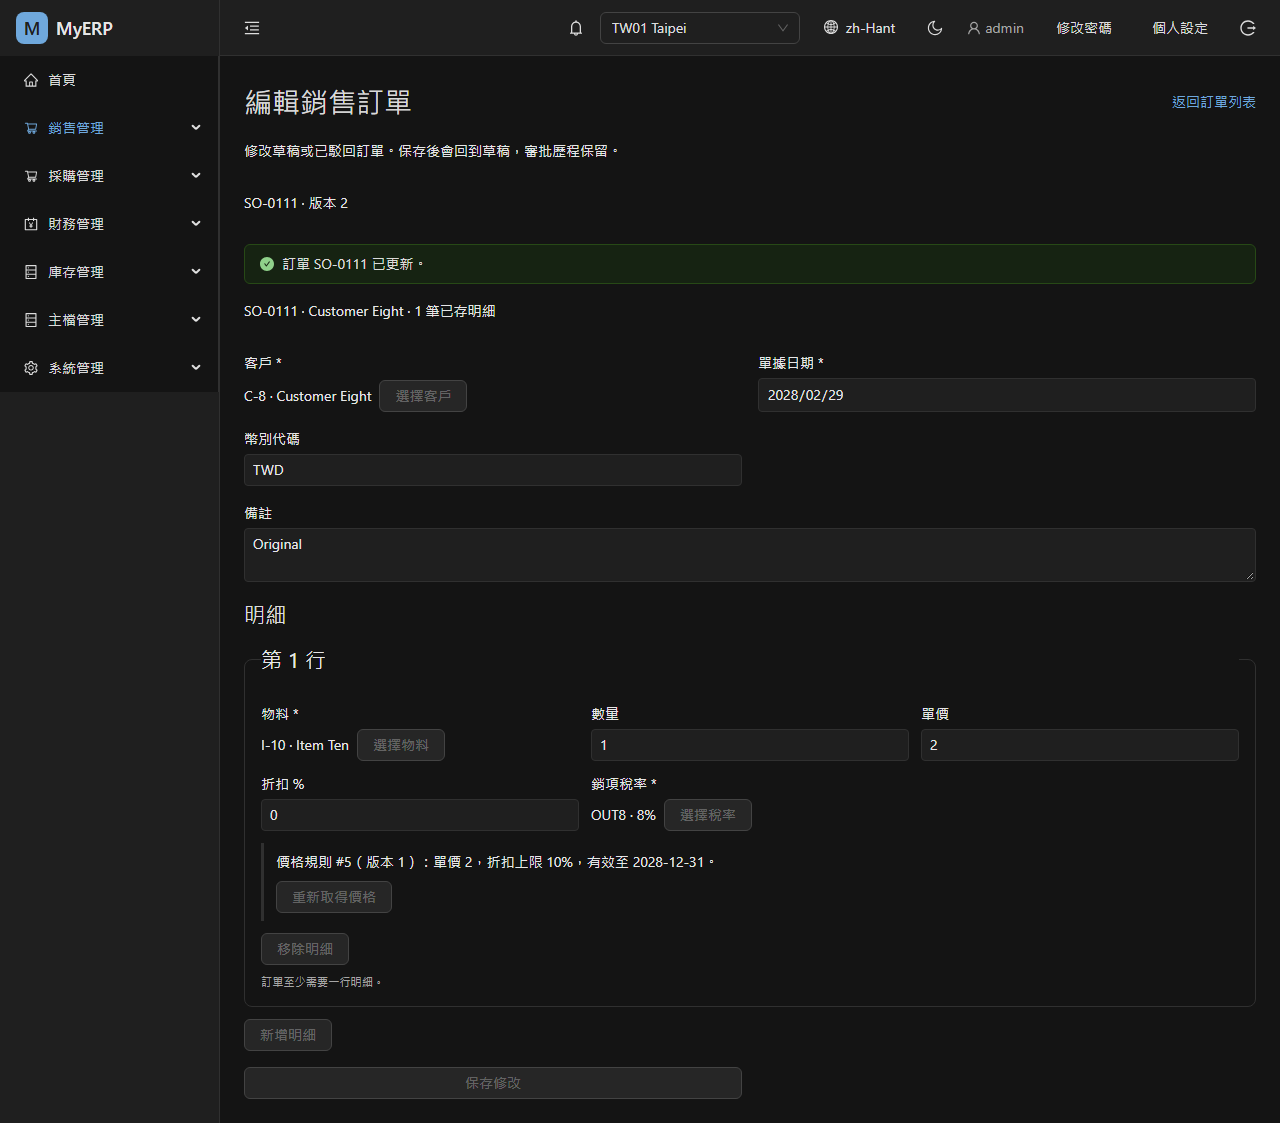 M MyERP
TW01 Taipei
zh-Hant
admin
修改密碼
個人設定
首頁
銷售管理
採購管理
財務管理
庫存管理
主檔管理
系統管理
編輯銷售訂單
返回訂單列表
修改草稿或已駁回訂單。保存後會回到草稿，審批歷程保留。
SO-0111 · 版本 2
訂單 SO-0111 已更新。
SO-0111 · Customer Eight · 1 筆已存明細
客戶 *
單據日期 *
C-8 · Customer Eight 選擇客戶
2028/02/29
幣別代碼
TWD
備註
Original
明細
第 1 行
物料 *
數量
單價
I-10 · Item Ten 選擇物料
1
2
折扣 %
銷項稅率 *
0
OUT8 · 8% 選擇稅率
價格規則 #5（版本 1）：單價 2，折扣上限 10%，有效至 2028-12-31。
重新取得價格
移除明細
訂單至少需要一行明細。
新增明細
保存修改